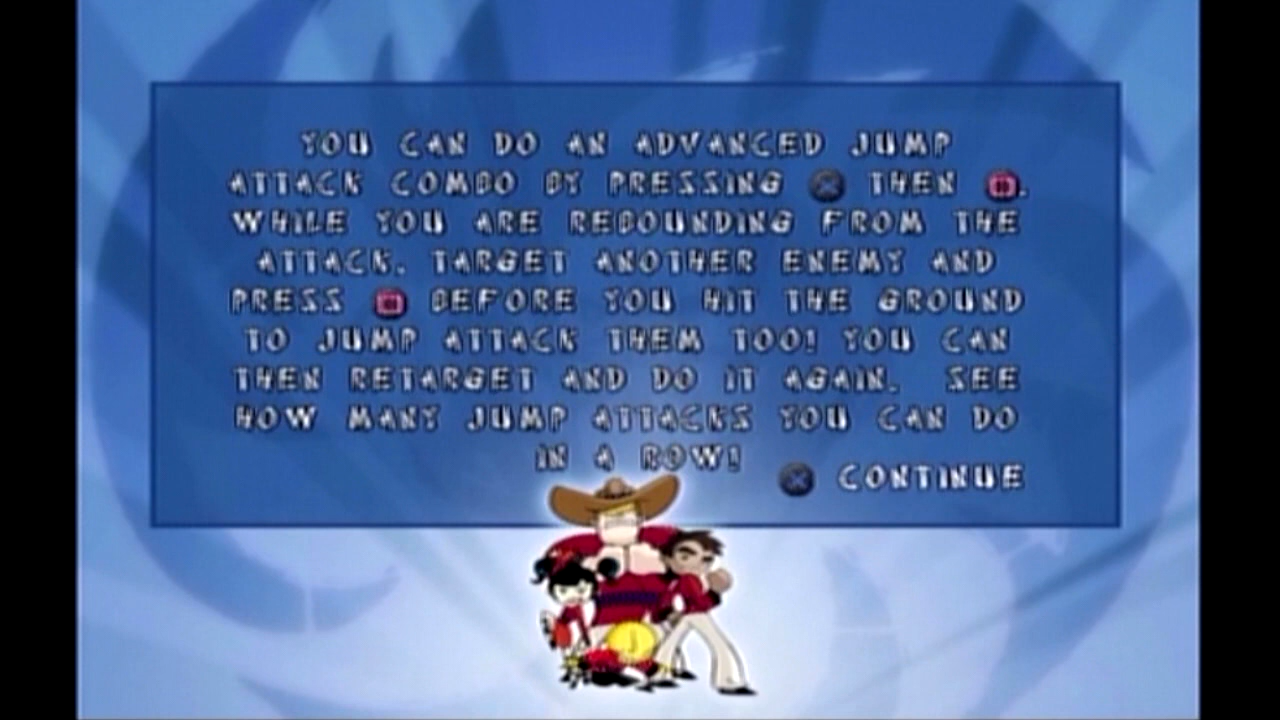 YOU CAN DO AN ADVANCED JUMP
ATTACK COMBO BY PRESSING THEN .
WHILE YOU ARE REBOUNDING FROM THE
ATTACK, TARGET ANOTHER ENEMY AND
PRESS BEFORE YOU HIT THE GROUND
TO JUMP ATTACK THEM TOO! YOU CAN
THEN RETARGET AND DO IT AGAIN. SEE
HOW MANY JUMP ATTACKS YOU CAN DO
IN A ROW!
CONTINUE